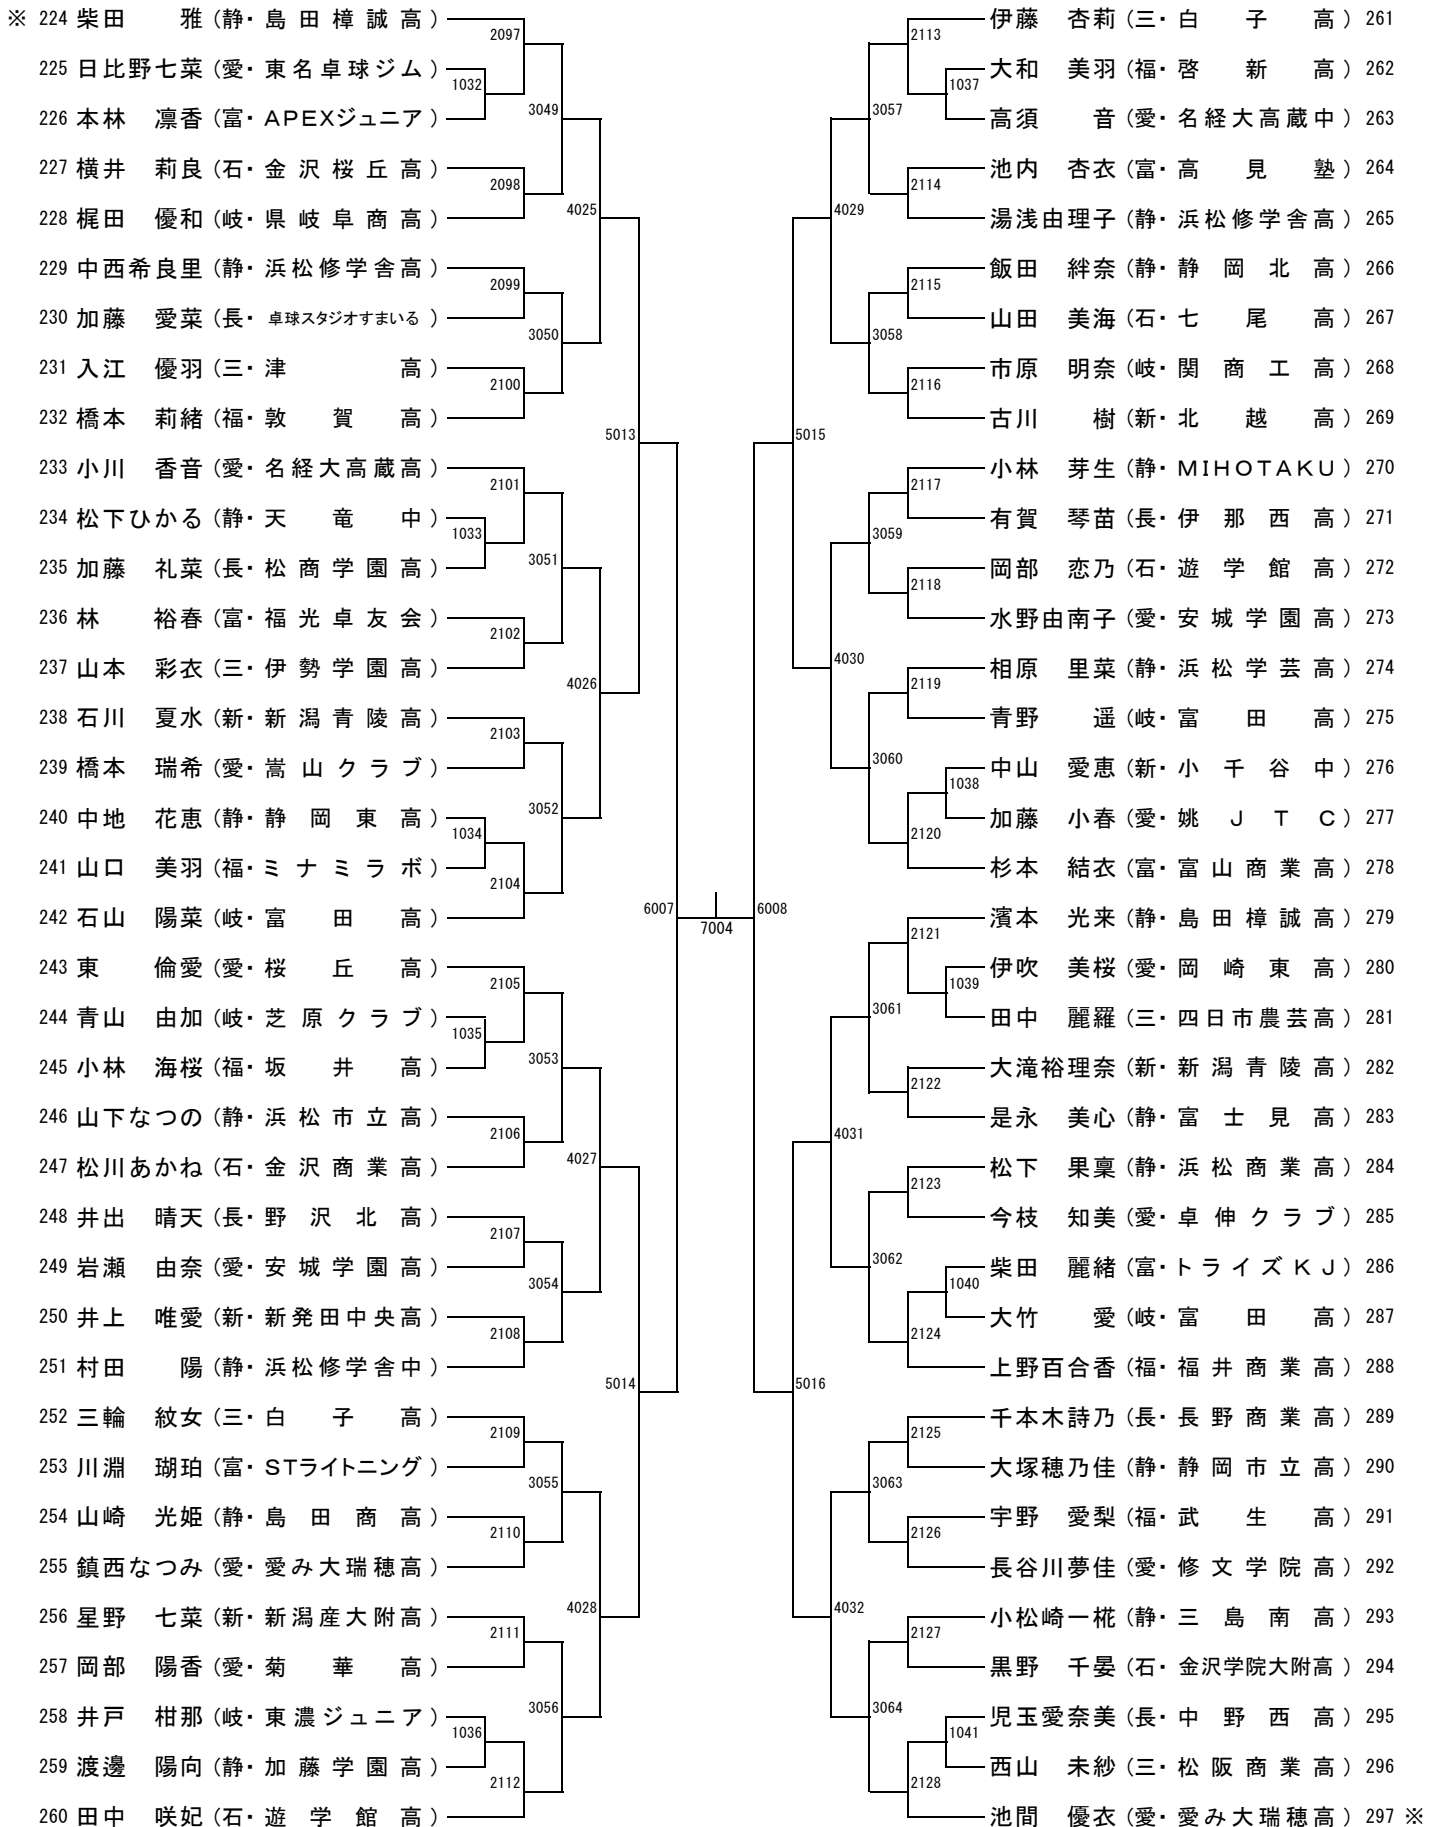 ※ 224 柴田 雅 (静・島田樟誠高)
225 日比野七菜 (愛・東名卓球ジム)
226 本林 凛香 (富・APEXジュニア)
227 横井 莉良 (石・金沢桜丘高)
228 梶田 優和 (岐・県岐阜商高)
229 中西希良里 (静・浜松修学舎高)
230 加藤 愛菜 (長・卓球スタジオすまいる)
231 入江 優羽 (三・津高)
232 橋本 莉緒 (福・敦賀高)
233 小川 香音 (愛・名経大高蔵高)
234 松下ひかる (静・天竜中)
235 加藤 礼菜 (長・松商学園高)
236 林 裕春 (富・福光卓友会)
237 山本 彩衣 (三・伊勢学園高)
238 石川 夏水 (新・新潟青陵高)
239 橋本 瑞希 (愛・嵩山クラブ)
240 中地 花恵 (静・静岡東高)
241 山口 美羽 (福・ミナミラボ)
242 石山 陽菜 (岐・富田高)
243 東 倫愛 (愛・桜丘高)
244 青山 由加 (岐・芝原クラブ)
245 小林 海桜 (福・坂井高)
246 山下なつの (静・浜松市立高)
247 松川あかね (石・金沢商業高)
248 井出 晴天 (長・野沢北高)
249 岩瀬 由奈 (愛・安城学園高)
250 井上 唯愛 (新・新発田中央高)
251 村田 陽 (静・浜松修学舎中)
252 三輪 紋女 (三・白子高)
253 川淵 瑚珀 (富・STライトニング)
254 山崎 光姫 (静・島田商高)
255 鎮西なつみ (愛・愛み大瑞穂高)
256 星野 七菜 (新・新潟産大附高)
257 岡部 陽香 (愛・菊華高)
258 井戸 柑那 (岐・東濃ジュニア)
259 渡邊 陽向 (静・加藤学園高)
260 田中 咲妃 (石・遊学館高)
1032
1033
1034
1035
1036
2097
2098
2099
2100
2101
2102
2103
2104
2105
2106
2107
2108
2109
2110
2111
2112
3049
3050
3051
3052
3053
3054
3055
3056
4025
4026
4027
4028
5013
5014
6007
7004
6008
5015
5016
4029
4030
4031
4032
3057
3058
3059
3060
3061
3062
3063
3064
2113
2114
2115
2116
2117
2118
2119
2120
2121
2122
2123
2124
2125
2126
2127
2128
1037
1038
1039
1040
1041
伊藤 杏莉 (三・白子高) 261
大和 美羽 (福・啓新高) 262
高須 音 (愛・名経大高蔵中) 263
池内 杏衣 (富・高見塾) 264
湯浅由理子 (静・浜松修学舎高) 265
飯田 絆奈 (静・静岡北高) 266
山田 美海 (石・七尾高) 267
市原 明奈 (岐・関商工高) 268
古川 樹 (新・北越高) 269
小林 芽生 (静・MIHOTAKU) 270
有賀 琴苗 (長・伊那西高) 271
岡部 恋乃 (石・遊学館高) 272
水野由南子 (愛・安城学園高) 273
相原 里菜 (静・浜松学芸高) 274
青野 遥 (岐・富田高) 275
中山 愛恵 (新・小千谷中) 276
加藤 小春 (愛・姚JTC) 277
杉本 結衣 (富・富山商業高) 278
濱本 光来 (静・島田樟誠高) 279
伊吹 美桜 (愛・岡崎東高) 280
田中 麗羅 (三・四日市農芸高) 281
大滝裕理奈 (新・新潟青陵高) 282
是永 美心 (静・富士見高) 283
松下 果稟 (静・浜松商業高) 284
今枝 知美 (愛・卓伸クラブ) 285
柴田 麗緒 (富・トライズKJ) 286
大竹 愛 (岐・富田高) 287
上野百合香 (福・福井商業高) 288
千本木詩乃 (長・長野商業高) 289
大塚穂乃佳 (静・静岡市立高) 290
宇野 愛梨 (福・武生高) 291
長谷川夢佳 (愛・修文学院高) 292
小松崎一椛 (静・三島南高) 293
黒野 千晏 (石・金沢学院大附高) 294
児玉愛奈美 (長・中野西高) 295
西山 未紗 (三・松阪商業高) 296
池間 優衣 (愛・愛み大瑞穂高) 297 ※